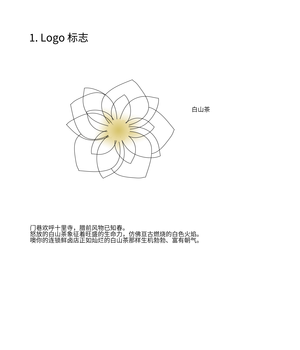 1. Logo 标志
白山茶
门巷欢呼十里寺，腊前风物已知春。
怒放的白山茶象征着旺盛的生命力，仿佛亘古燃烧的白色火焰。
噢你的连锁鲜卤店正如灿烂的白山茶那样生机勃勃、富有朝气。